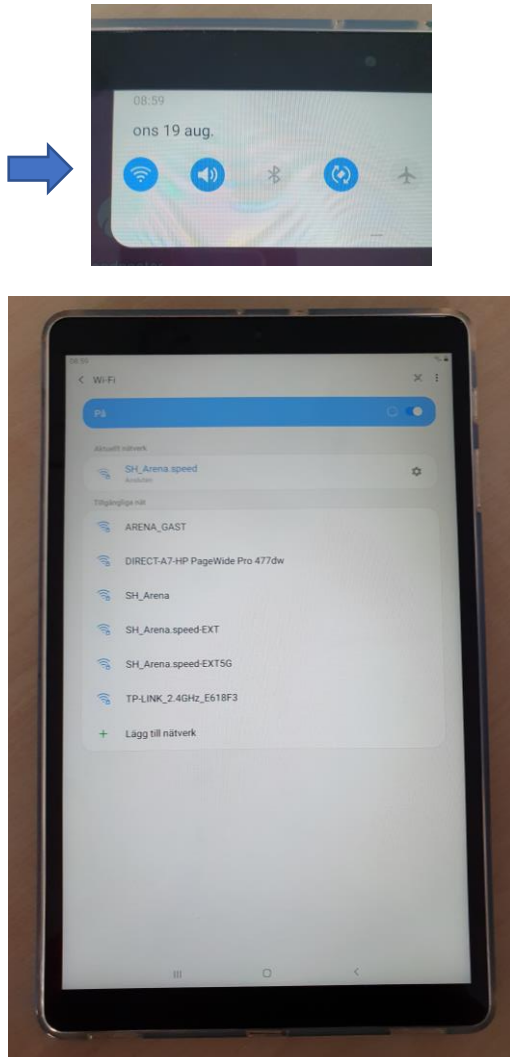 08:59
ons 19 aug.
08:59
Wi-Fi
På
Aktuellt nätverk
SH_Arena.speed
Ansluten
Tillgängliga nät
ARENA_GAST
DIRECT-A7-HP PageWide Pro 477dw
SH_Arena
SH_Arena.speed-EXT
SH_Arena.speed-EXT5G
TP-LINK_2.4GHz_E618F3
Lägg till nätverk